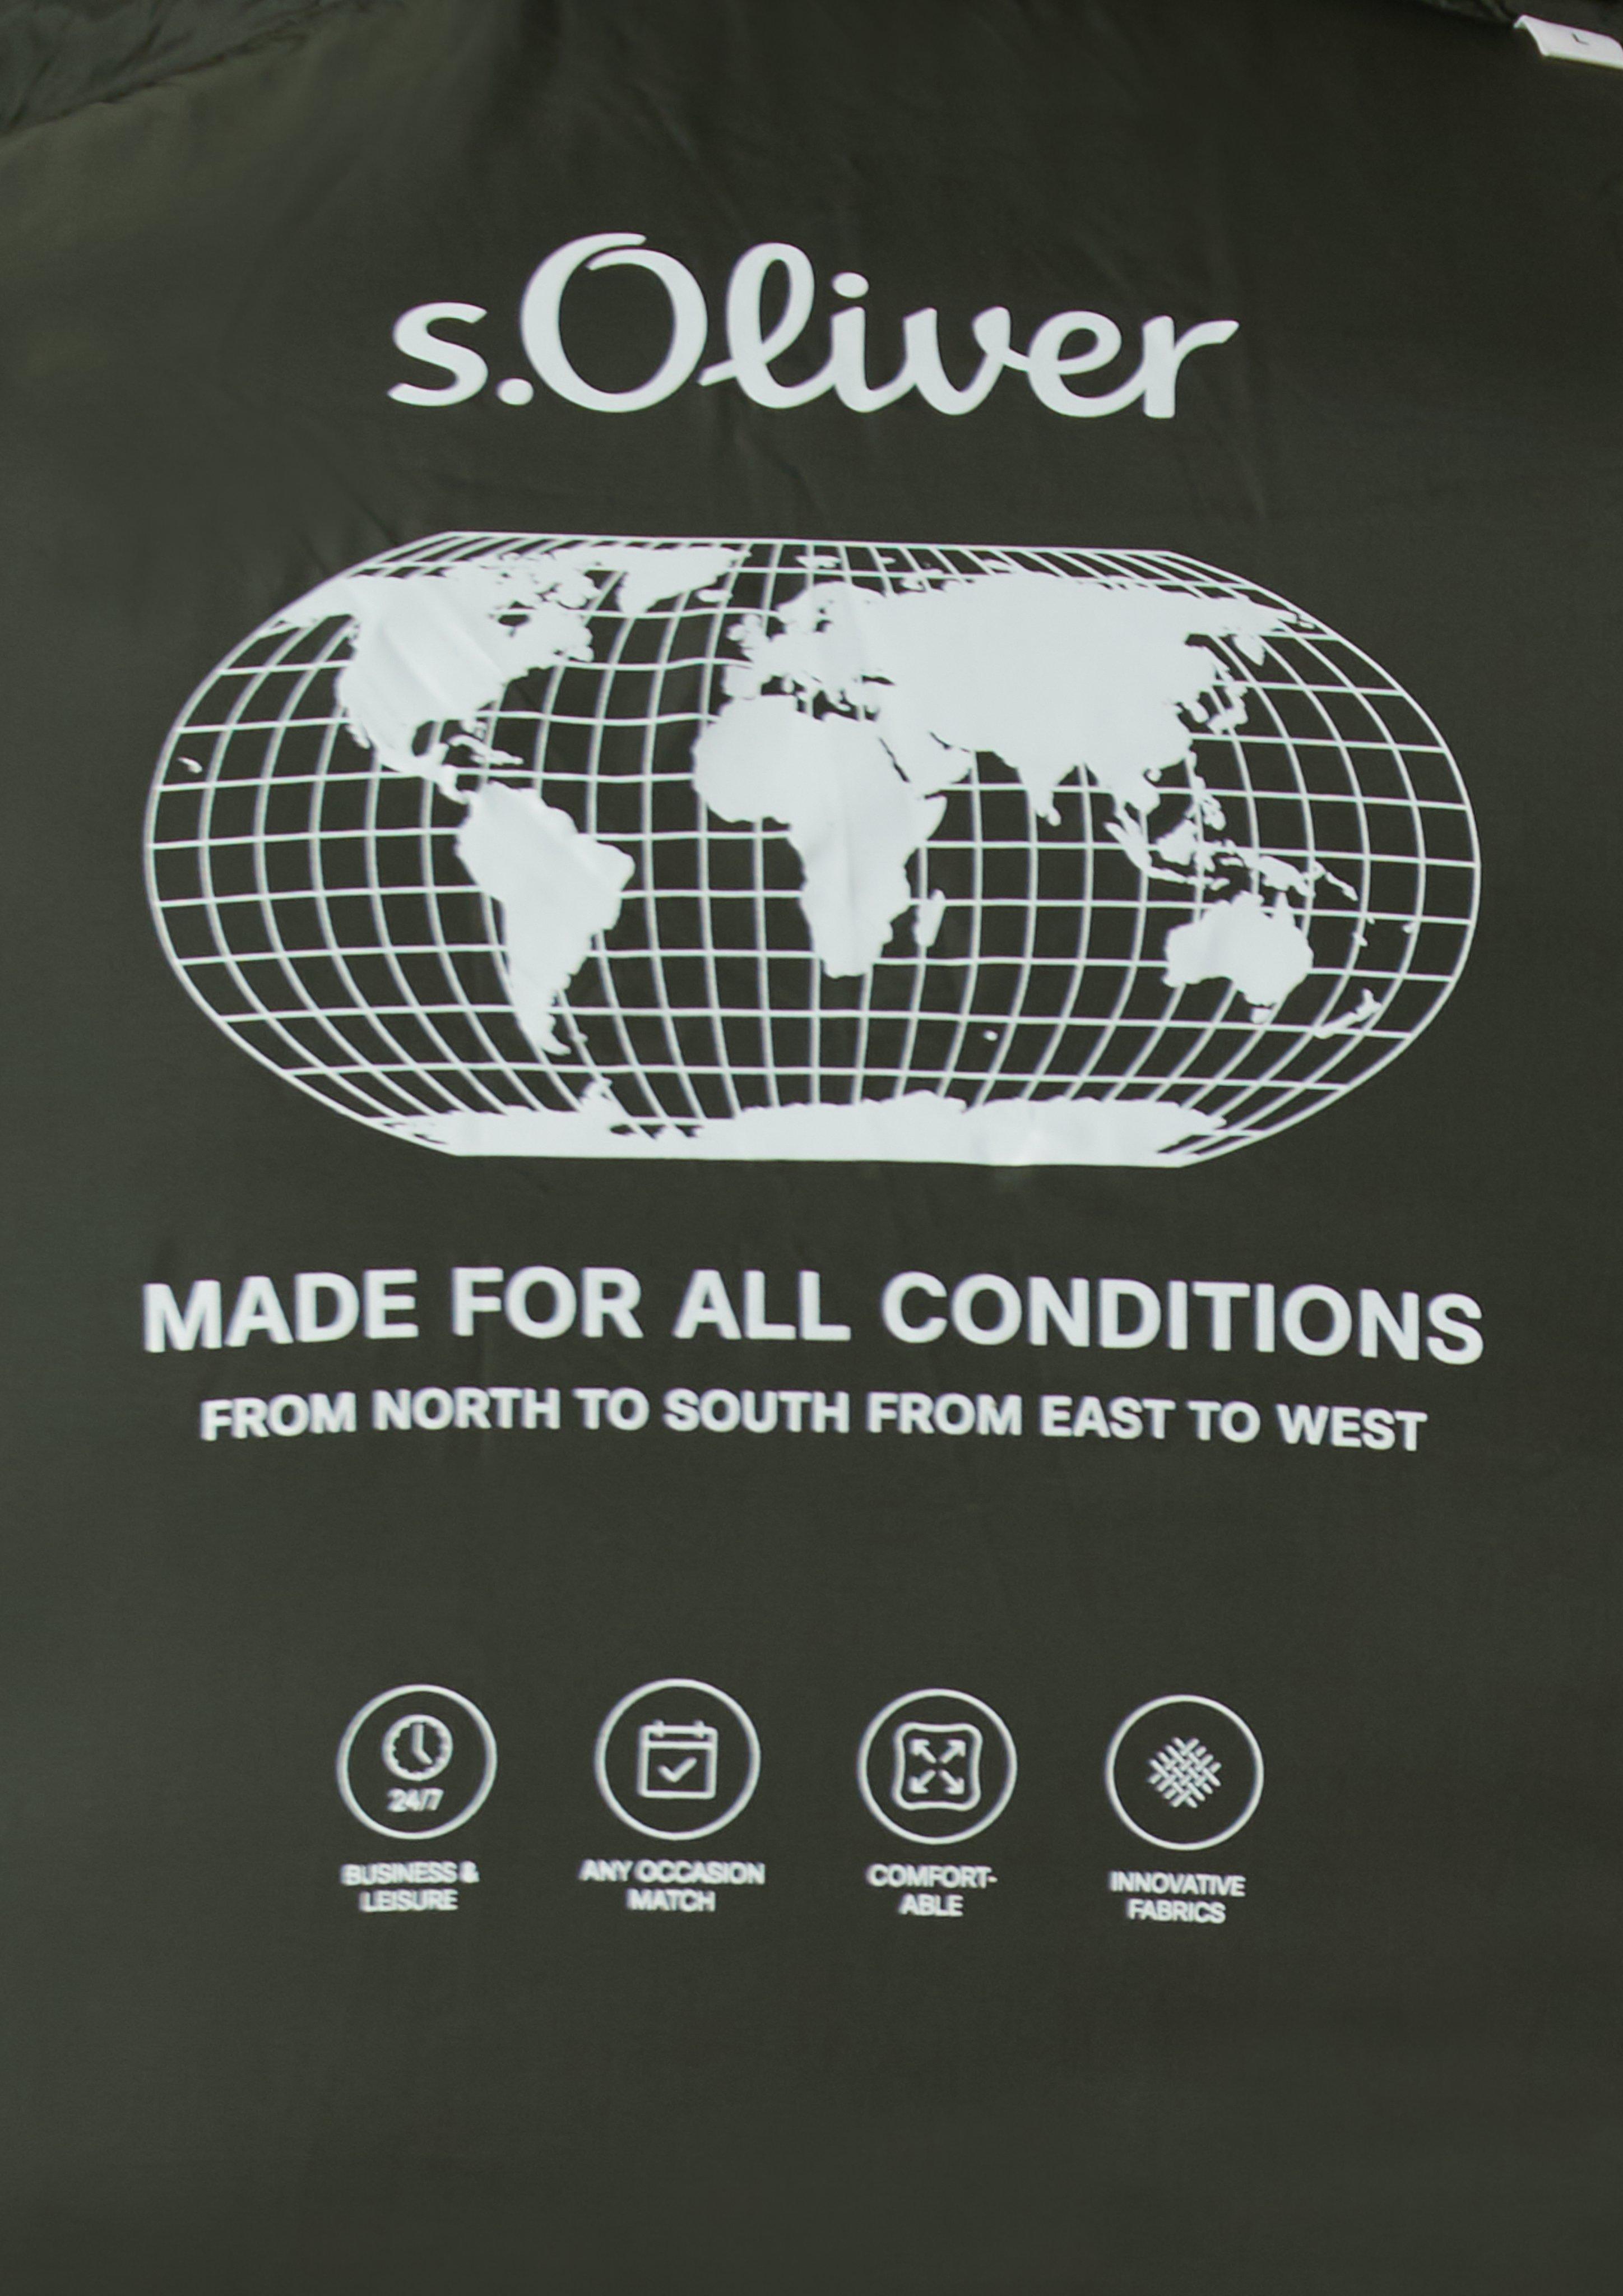 L
s.Oliver
MADE FOR ALL CONDITIONS
FROM NORTH TO SOUTH FROM EAST TO WEST
24/7
BUSINESS &
LEISURE
ANY OCCASION
MATCH
COMFORT-
ABLE
INNOVATIVE
FABRICS